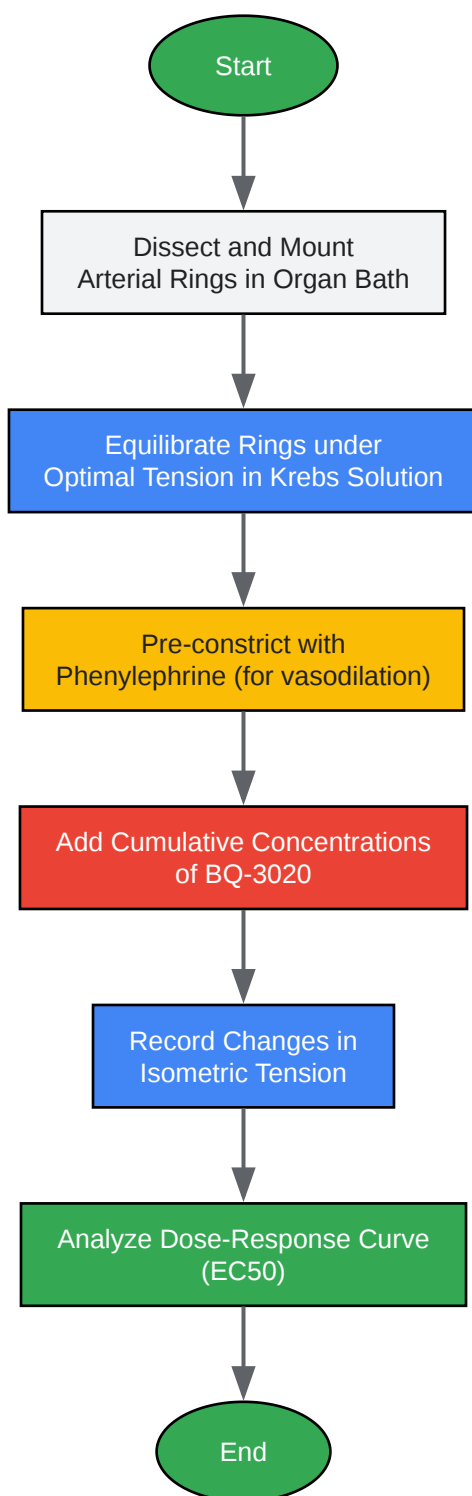 Start
Dissect and Mount
Arterial Rings in Organ Bath
Equilibrate Rings under
Optimal Tension in Krebs Solution
Pre-constrict with
Phenylephrine (for vasodilation)
Add Cumulative Concentrations
of BQ-3020
Record Changes in
Isometric Tension
Analyze Dose-Response Curve
(EC50)
End